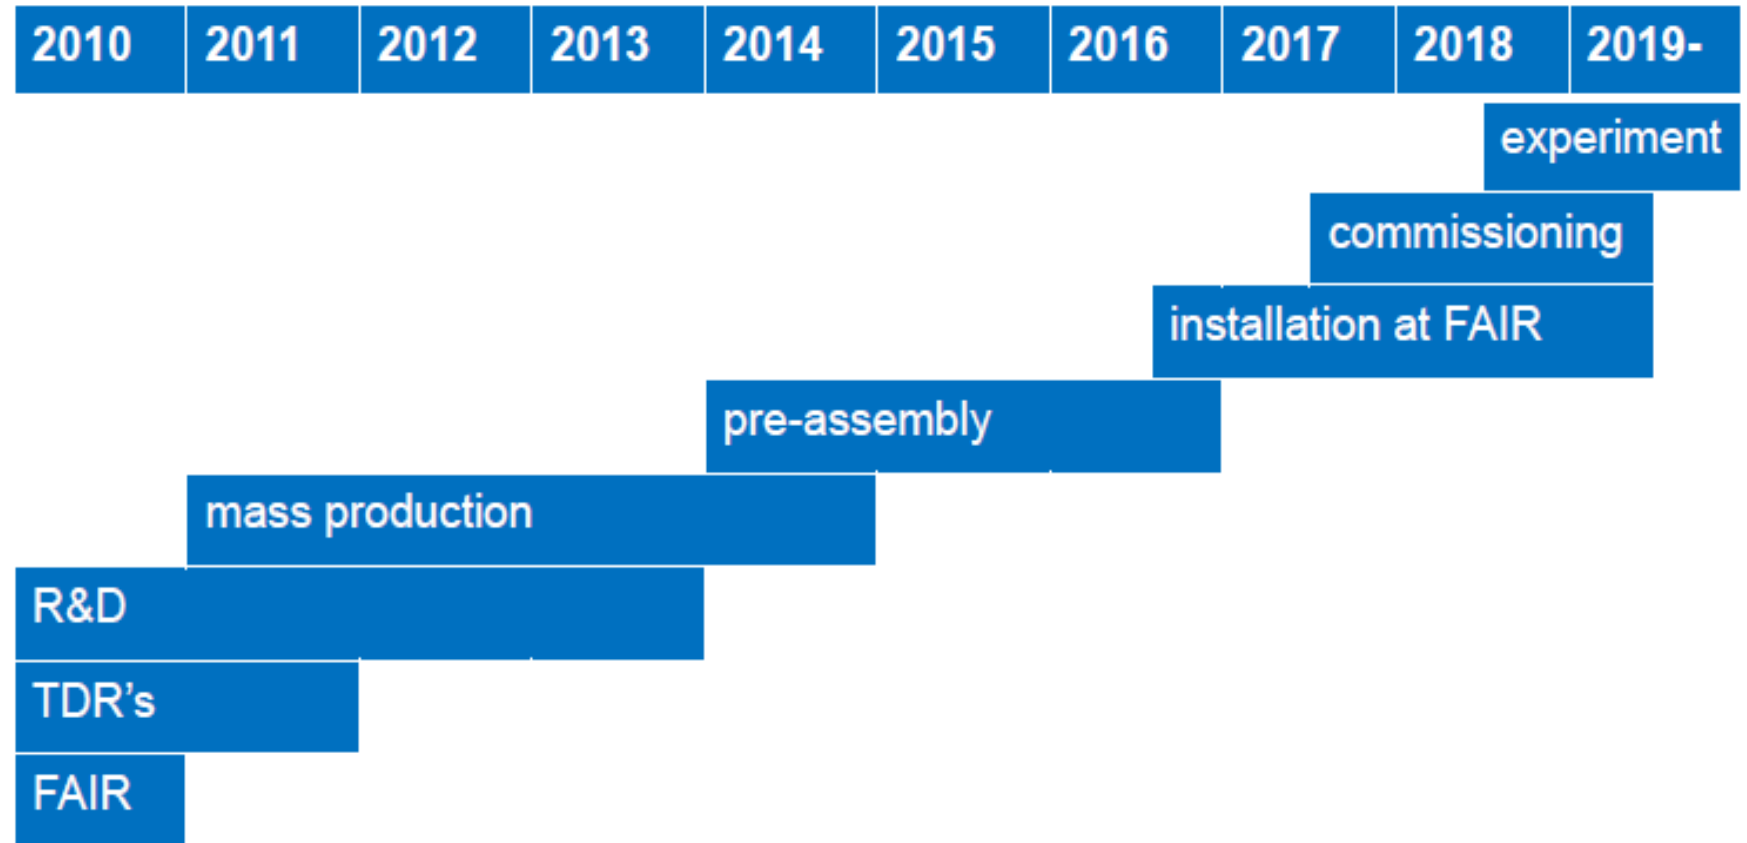 2010 2011 2012 2013 2014 2015 2016 2017 2018 2019-
experiment
commissioning
installation at FAIR
pre-assembly
mass production
R&D
TDR’s
FAIR